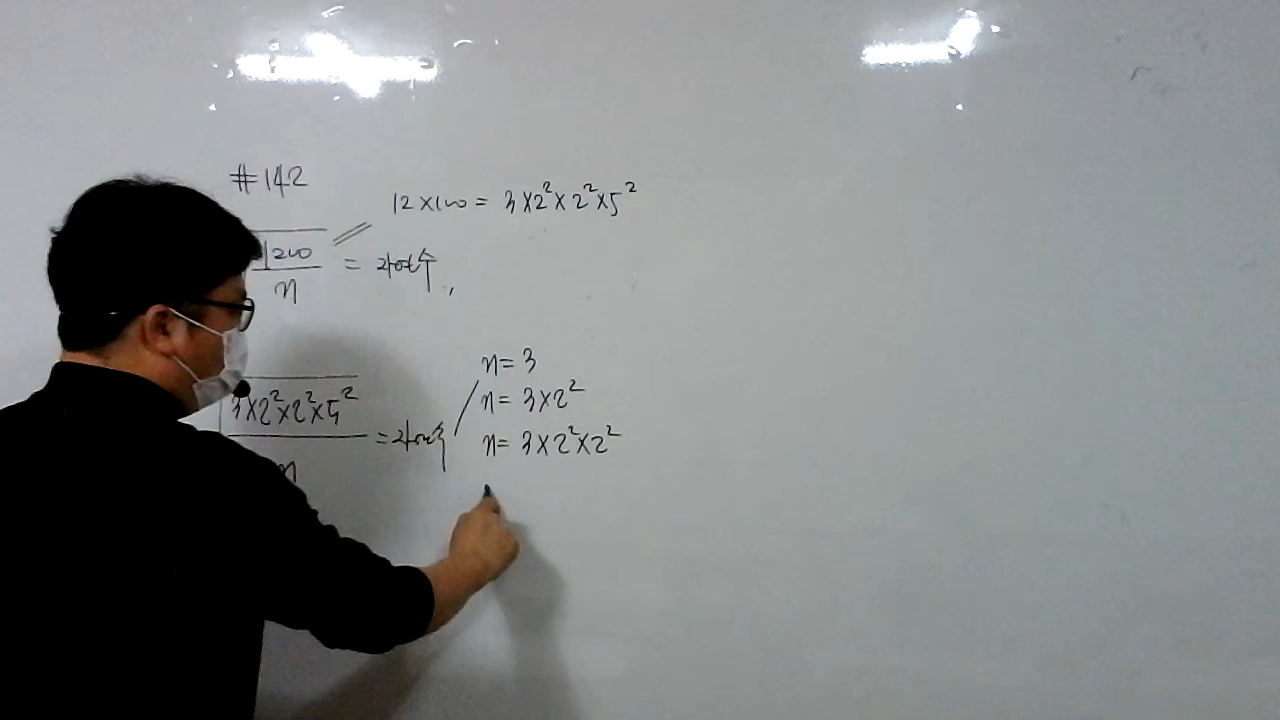 #142
12×100 = 3×2²×2²×5²
√1200/n = 자연수,
n=3
n= 3×2²
√3×2²×2²×5²/n = 자연수
n= 3×2²×2²